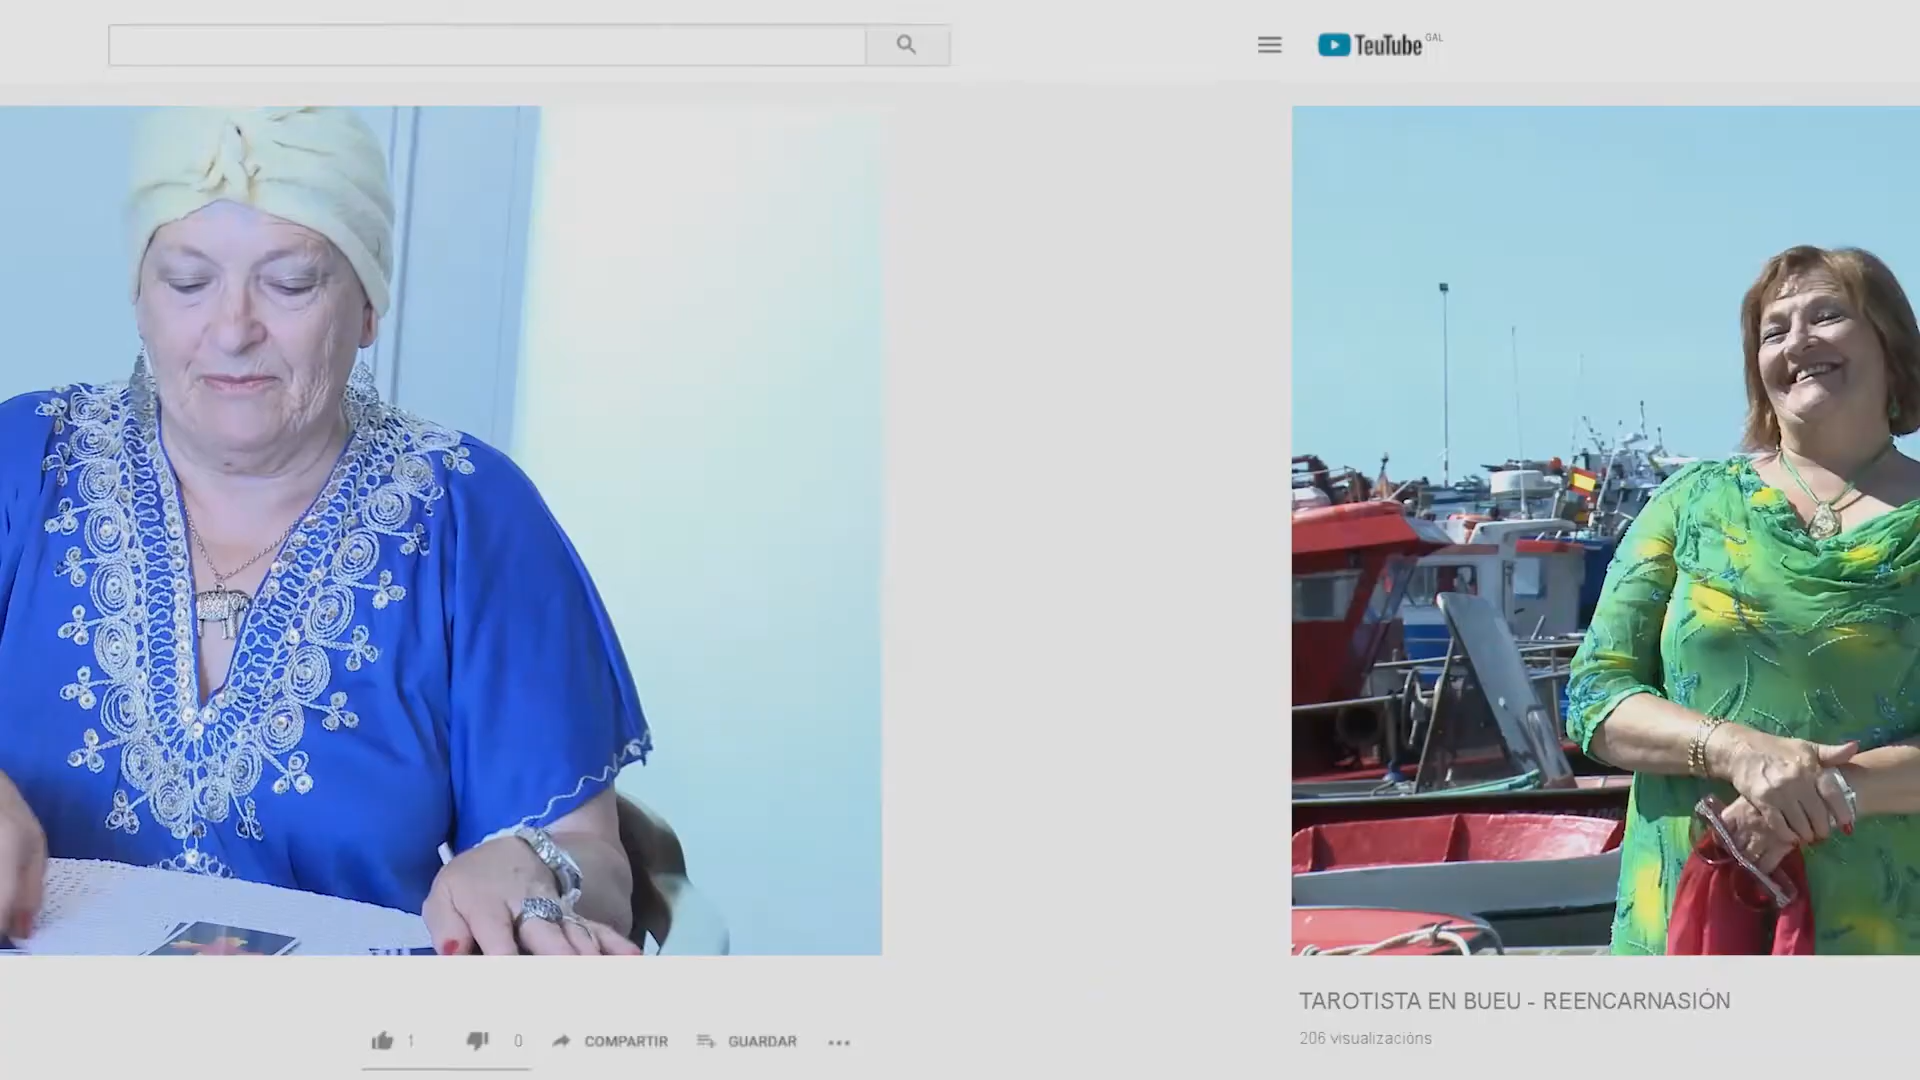 TeuTube GAL
TAROTISTA EN BUEU - REENCARNASIÓN
206 visualizacións
1 0 COMPARTIR GUARDAR